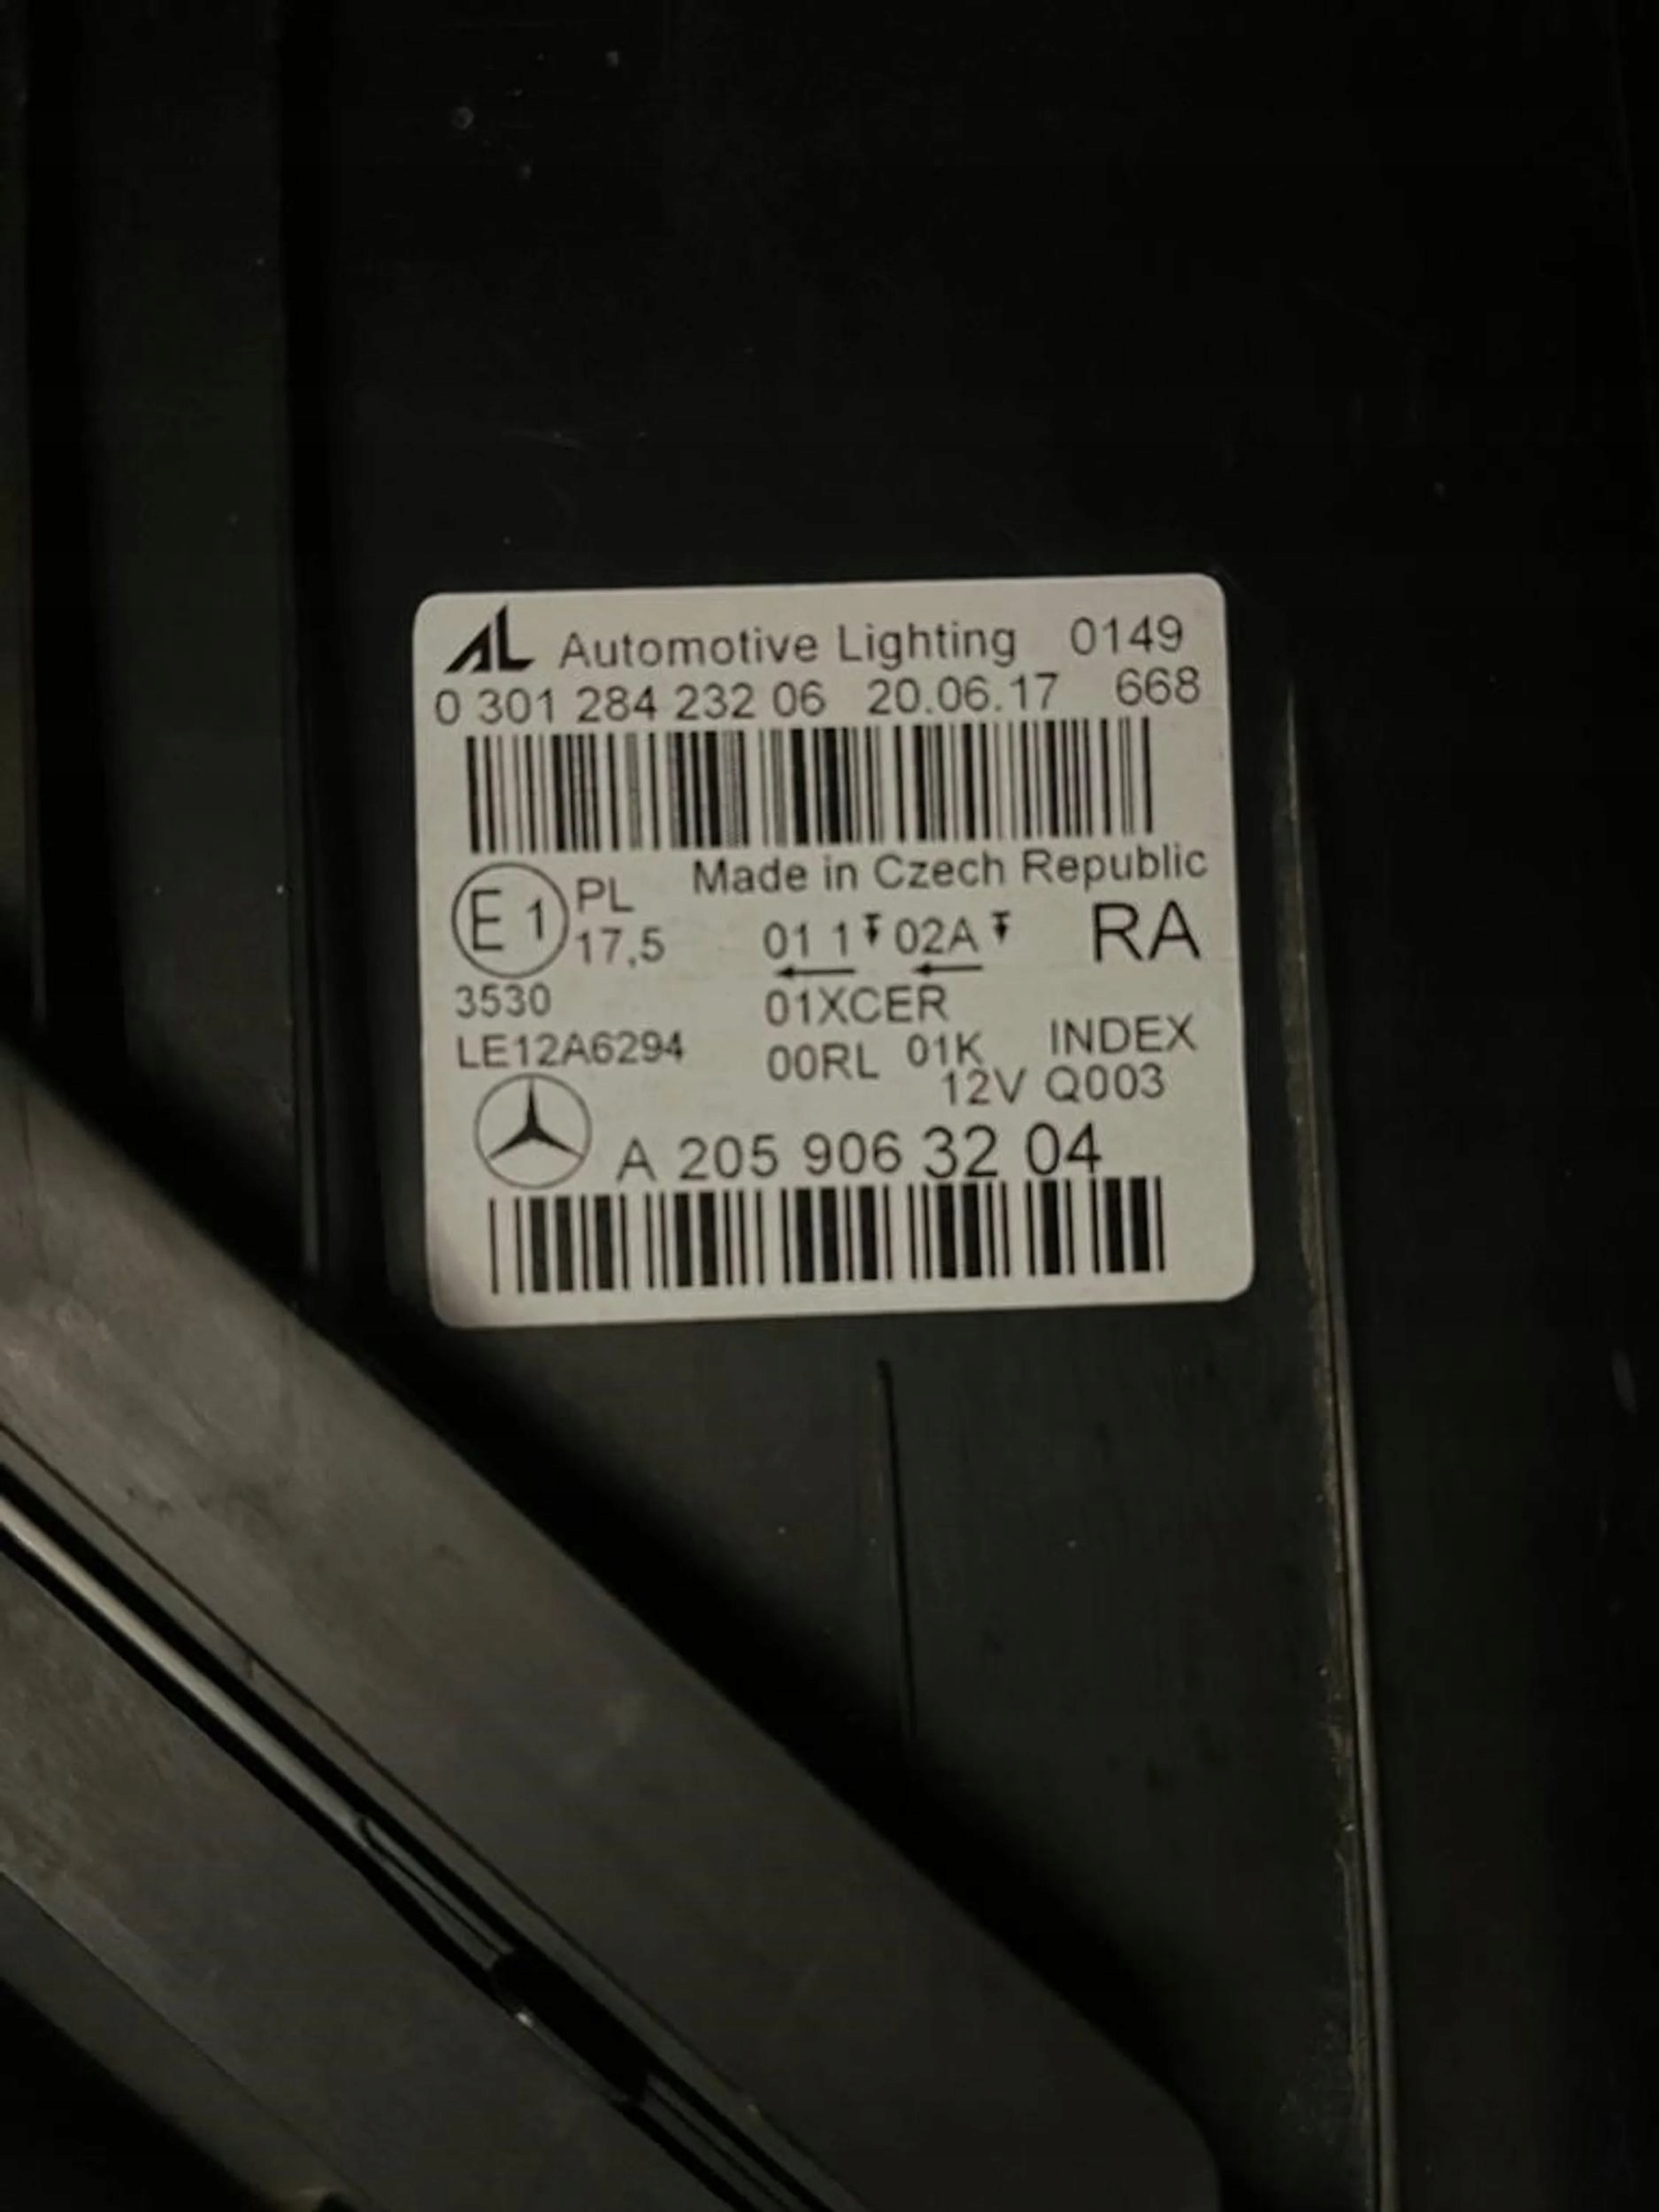 AL Automotive Lighting 0149
0 301 284 232 06 20.06.17 668
Made in Czech Republic
E1 PL
17,5
01 1 02A RA
3530 01XCER
LE12A6294 00RL 01K INDEX
12V Q003
A 205 906 32 04